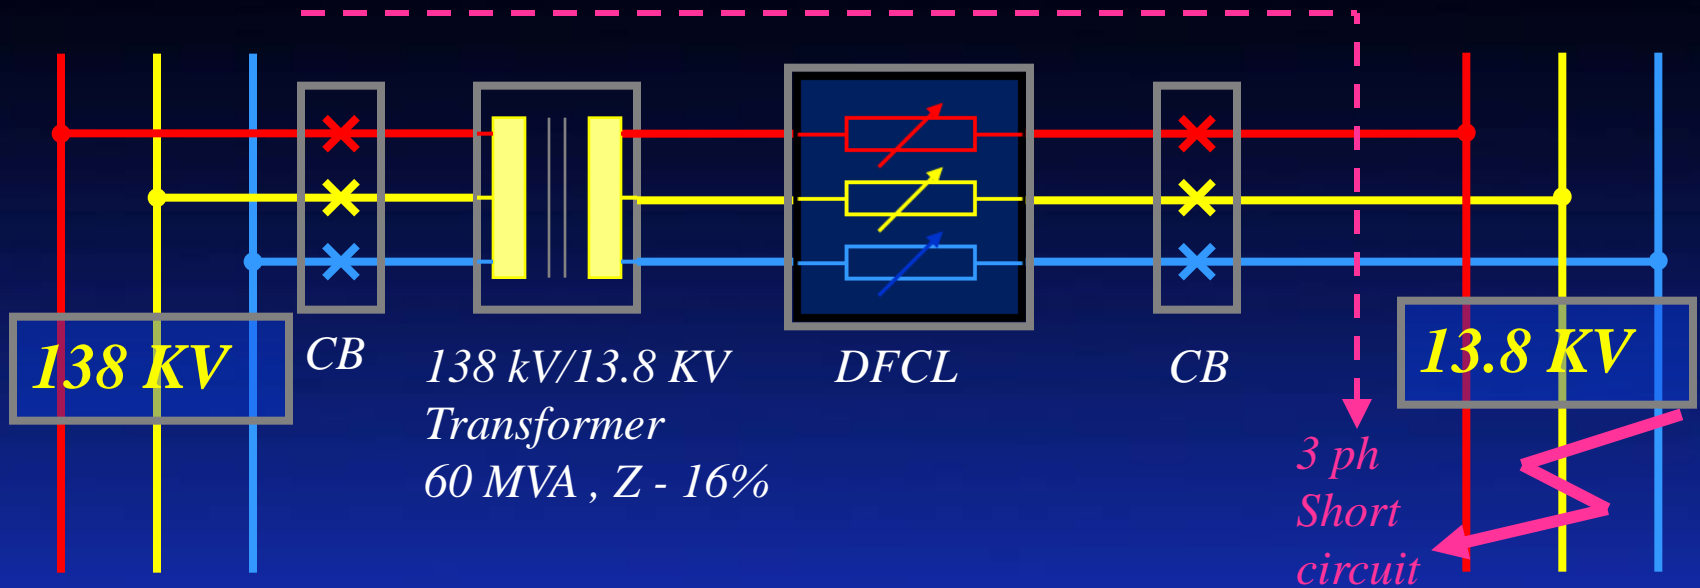 138 KV
CB
138 kV/13.8 KV
Transformer
60 MVA , Z - 16%
DFCL
CB
13.8 KV
3 ph
Short
circuit